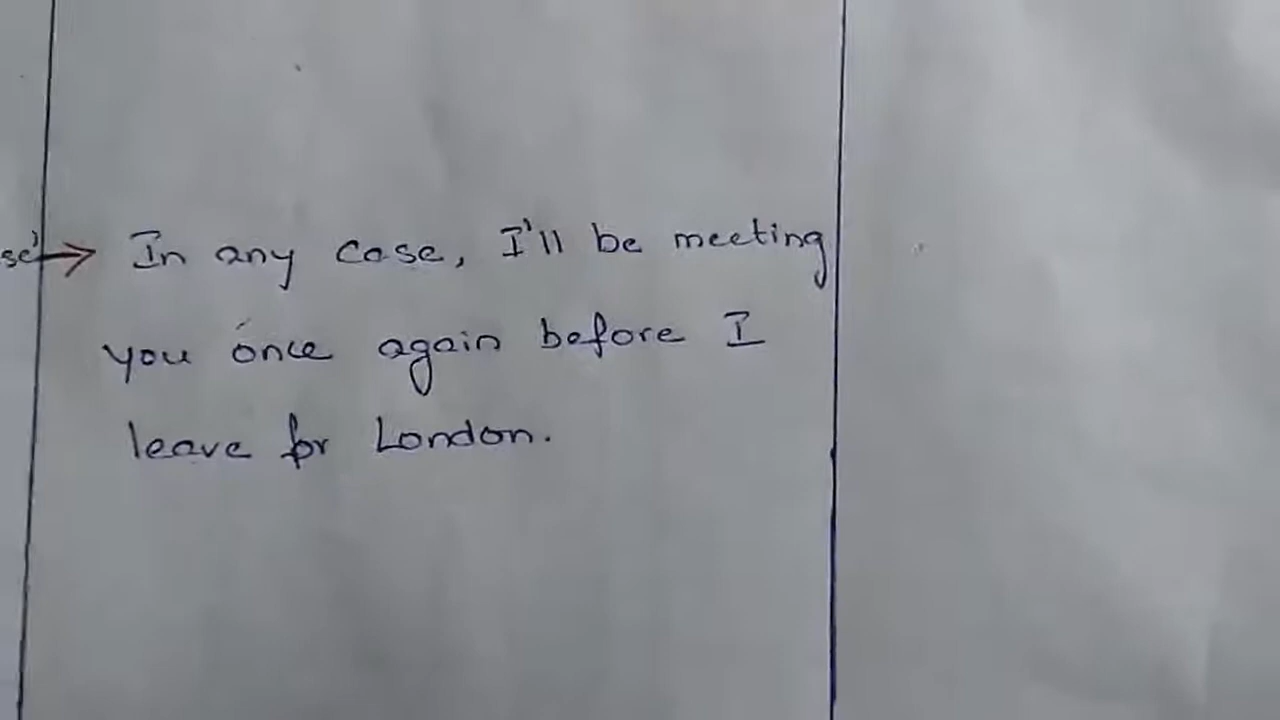 In any case, I'll be meeting
you once again before I
leave for London.